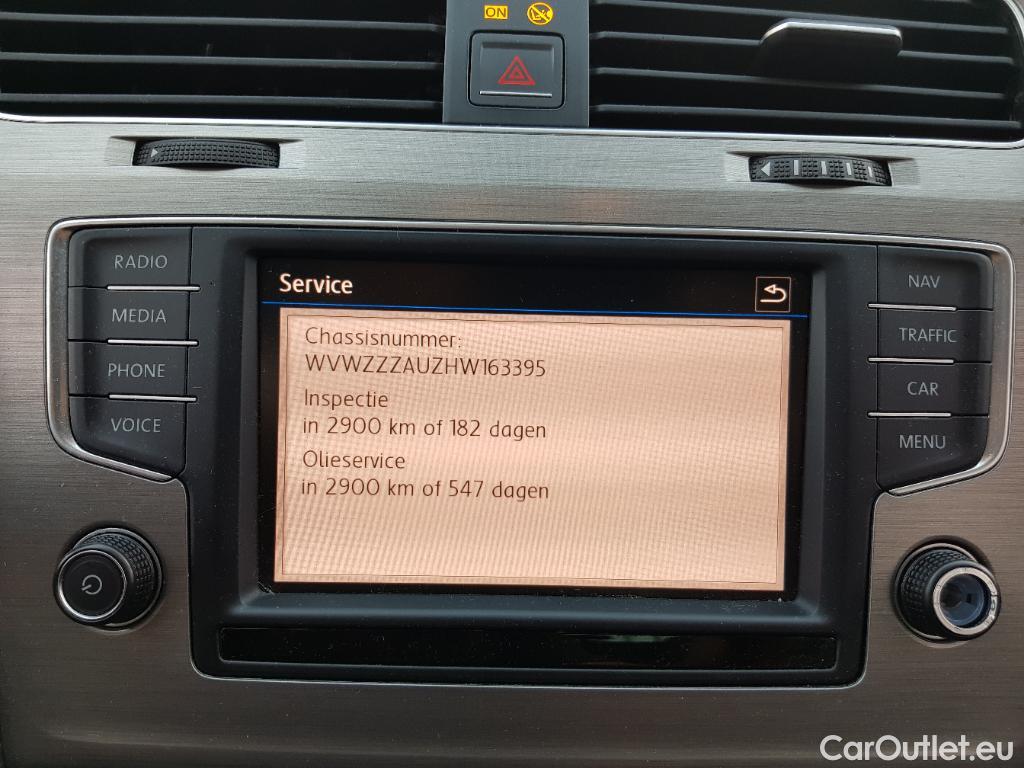 ON
RADIO
MEDIA
PHONE
VOICE
Service
Chassisnummer:
WVWZZZAUZHW163395
Inspectie
in 2900 km of 182 dagen
Olieservice
in 2900 km of 547 dagen
NAV
TRAFFIC
CAR
MENU
CarOutlet.eu